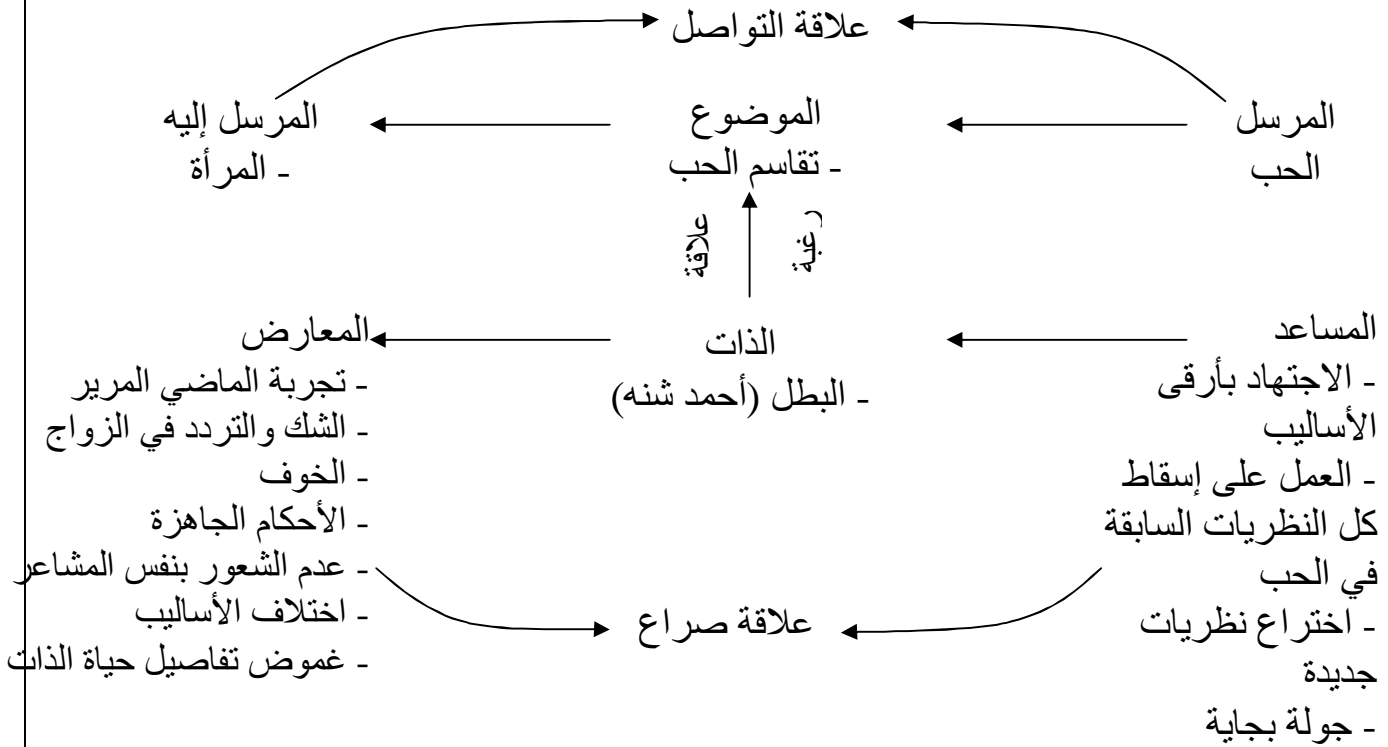 علاقة التواصل
المرسل
الحب
الموضوع
- تقاسم الحب
المرسل إليه
- المرأة
علاقة
رغبة
المساعد
- الاجتهاد بأرقى
الأساليب
- العمل على إسقاط
كل النظريات السابقة
في الحب
- اختراع نظريات
جديدة
- جولة بجاية
الذات
- البطل (أحمد شنه)
المعارض
- تجربة الماضي المرير
- الشك والتردد في الزواج
- الخوف
- الأحكام الجاهزة
- عدم الشعور بنفس المشاعر
- اختلاف الأساليب
- غموض تفاصيل حياة الذات
علاقة صراع